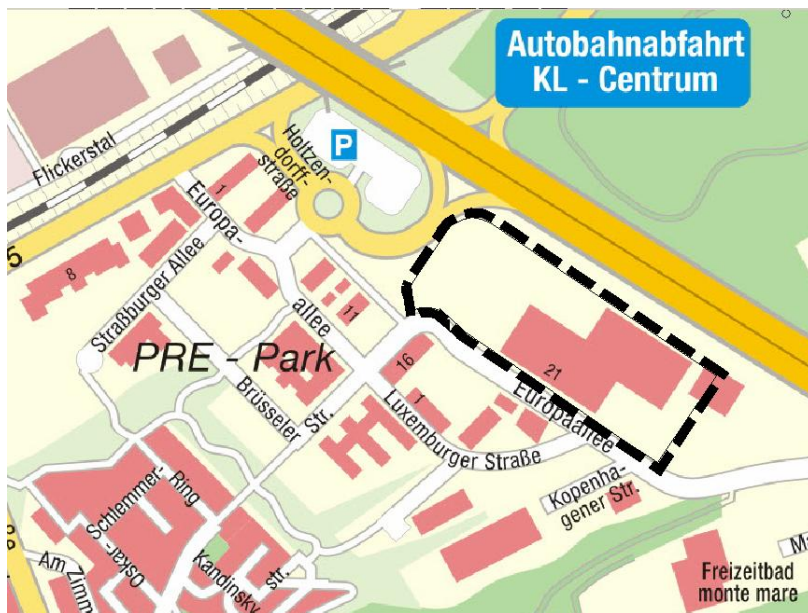 Autobahnabfahrt
KL - Centrum
P
Flickerstal
Holtzen-
dorff-
straße
1
Europa-
allee
8
Straßburger Allee
11
PRE - Park
16
21
Europaallee
Brüsseler
Str.
1
Luxemburger Straße
Kopenha-
gener Str.
Oskar-
Schlemmer-
Ring
Kandinsky
str.
Am Zimm
Freizeitbad
monte mare